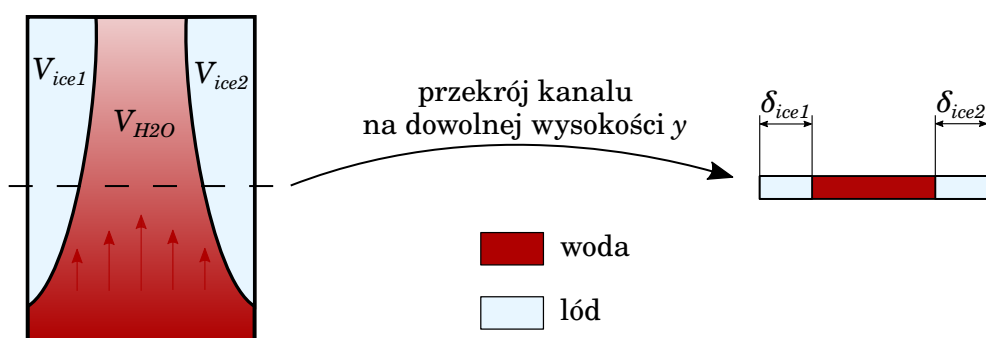 V_ice1
V_ice2
V_H2O
przekrój kanalu
na dowolnej wysokości y
δ_ice1
δ_ice2
woda
lód